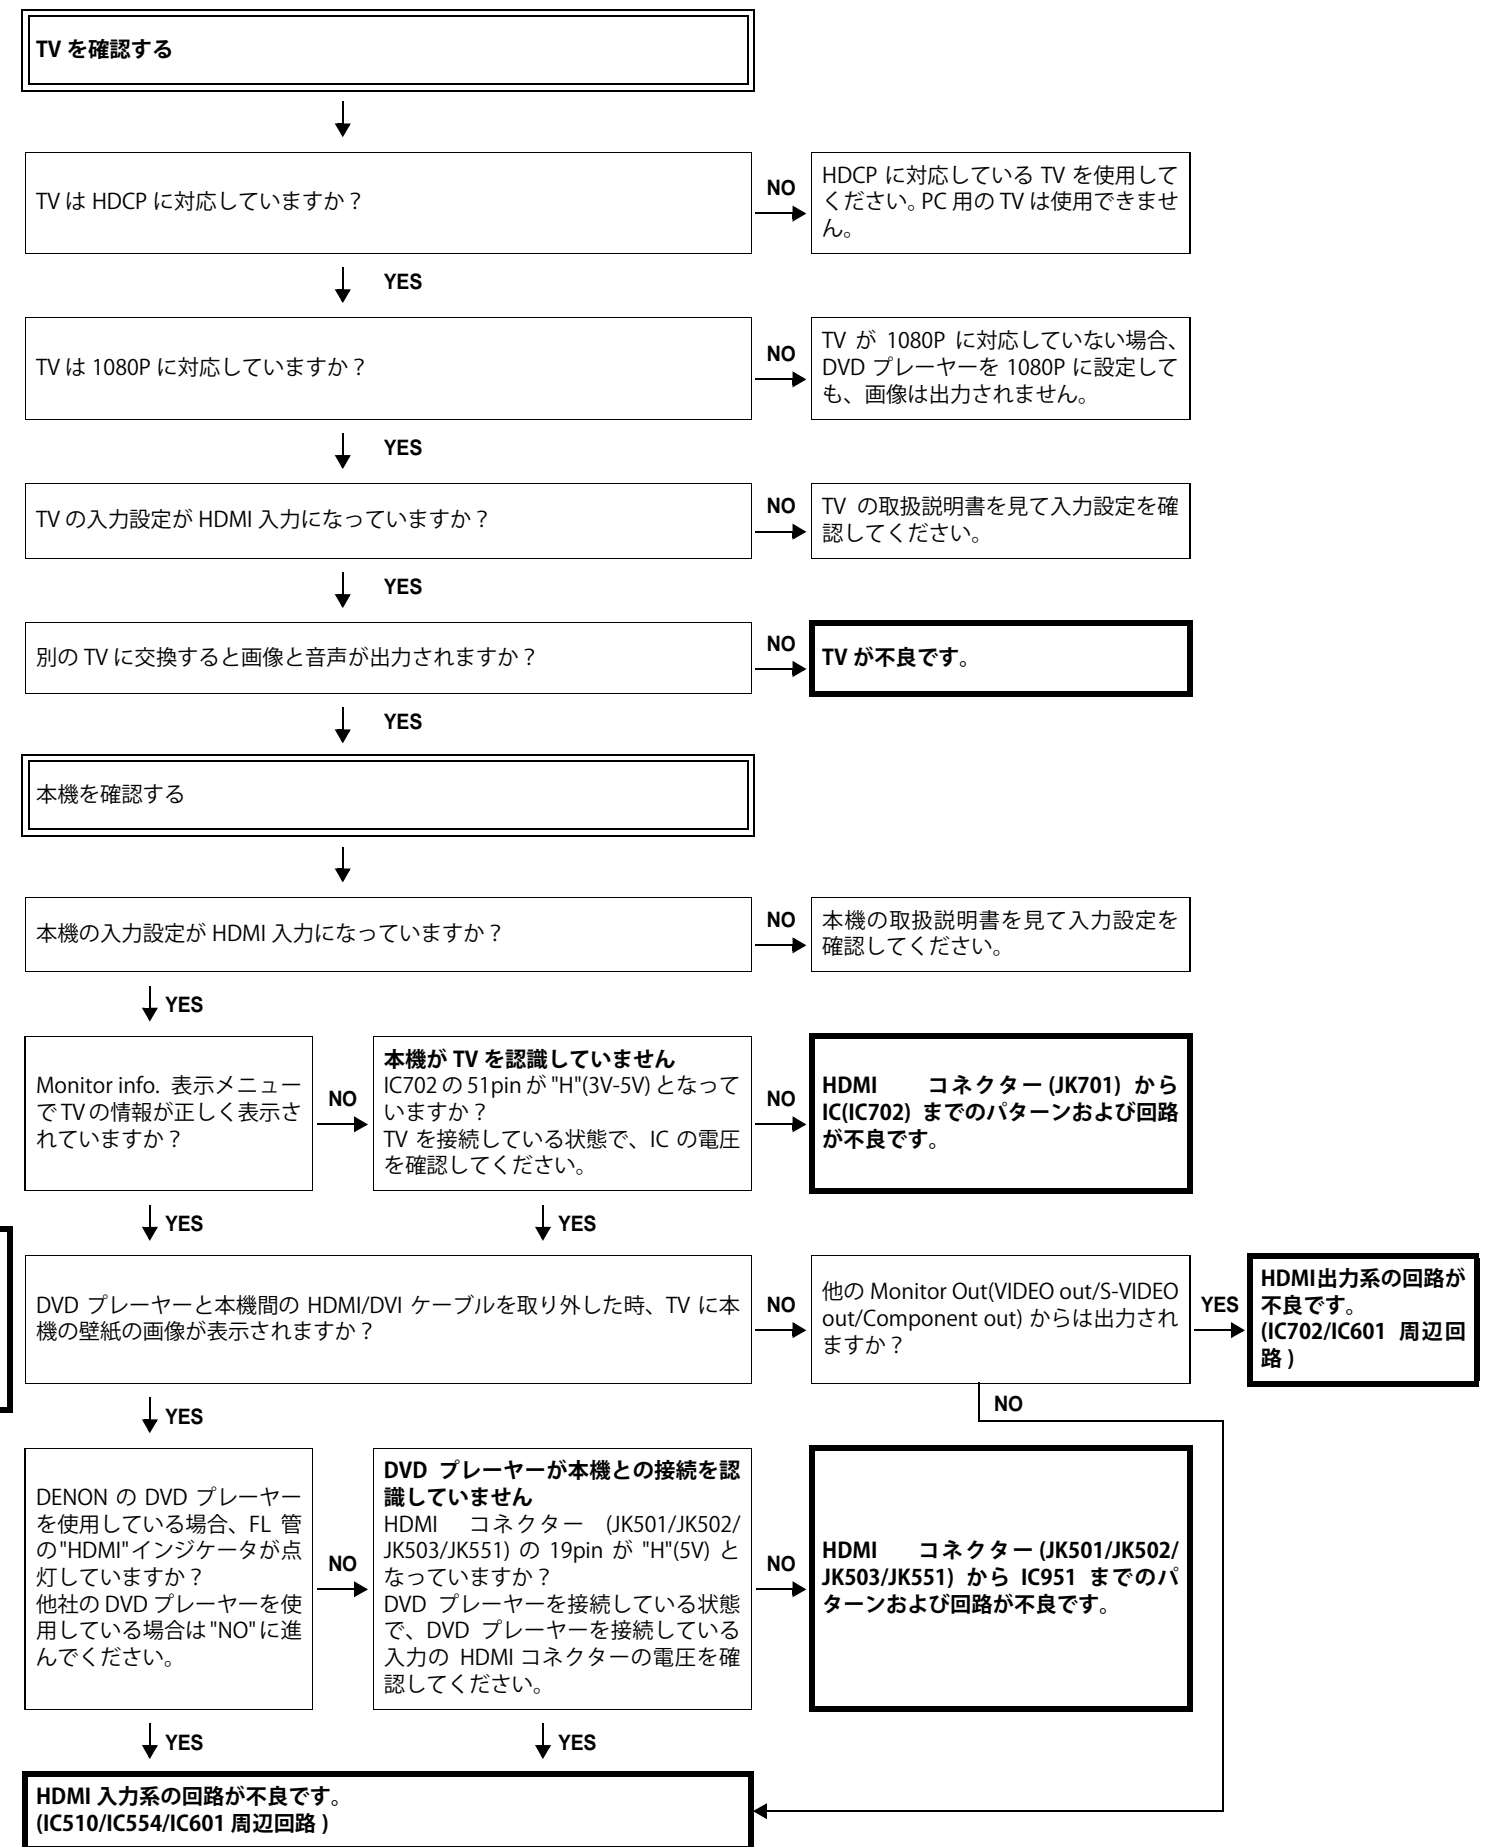 TV を確認する
TV は HDCP に対応していますか？
NO
HDCP に対応している TV を使用して
ください。PC 用の TV は使用できませ
ん。
YES
TV は 1080P に対応していますか？
NO
TV が 1080P に対応していない場合、
DVD プレーヤーを 1080P に設定して
も、画像は出力されません。
YES
TV の入力設定が HDMI 入力になっていますか？
NO
TV の取扱説明書を見て入力設定を確
認してください。
YES
別の TV に交換すると画像と音声が出力されますか？
NO
TV が不良です。
YES
本機を確認する
本機の入力設定が HDMI 入力になっていますか？
NO
本機の取扱説明書を見て入力設定を
確認してください。
YES
Monitor info. 表示メニュー
で TV の情報が正しく表示さ
れていますか？
NO
本機が TV を認識していません
IC702 の 51pin が "H"(3V-5V) となって
いますか？
TV を接続している状態で、IC の電圧
を確認してください。
NO
HDMI コネクター (JK701) から
IC(IC702) までのパターンおよび回路
が不良です。
YES
YES
DVD プレーヤーと本機間の HDMI/DVI ケーブルを取り外した時、TV に本
機の壁紙の画像が表示されますか？
NO
他の Monitor Out(VIDEO out/S-VIDEO
out/Component out) からは出力され
ますか？
YES
HDMI出力系の回路が
不良です。
(IC702/IC601 周辺回
路 )
YES
NO
DENON の DVD プレーヤー
を使用している場合、FL 管
の"HDMI"インジケータが点
灯していますか？
他社の DVD プレーヤーを使
用している場合は "NO" に進
んでください。
NO
DVD プレーヤーが本機との接続を認
識していません
HDMI コネクター (JK501/JK502/
JK503/JK551) の 19pin が "H"(5V) と
なっていますか？
DVD プレーヤーを接続している状態
で、DVD プレーヤーを接続している
入力の HDMI コネクターの電圧を確
認してください。
NO
HDMI コネクター (JK501/JK502/
JK503/JK551) から IC951 までのパ
ターンおよび回路が不良です。
YES
YES
HDMI 入力系の回路が不良です。
(IC510/IC554/IC601 周辺回路 )